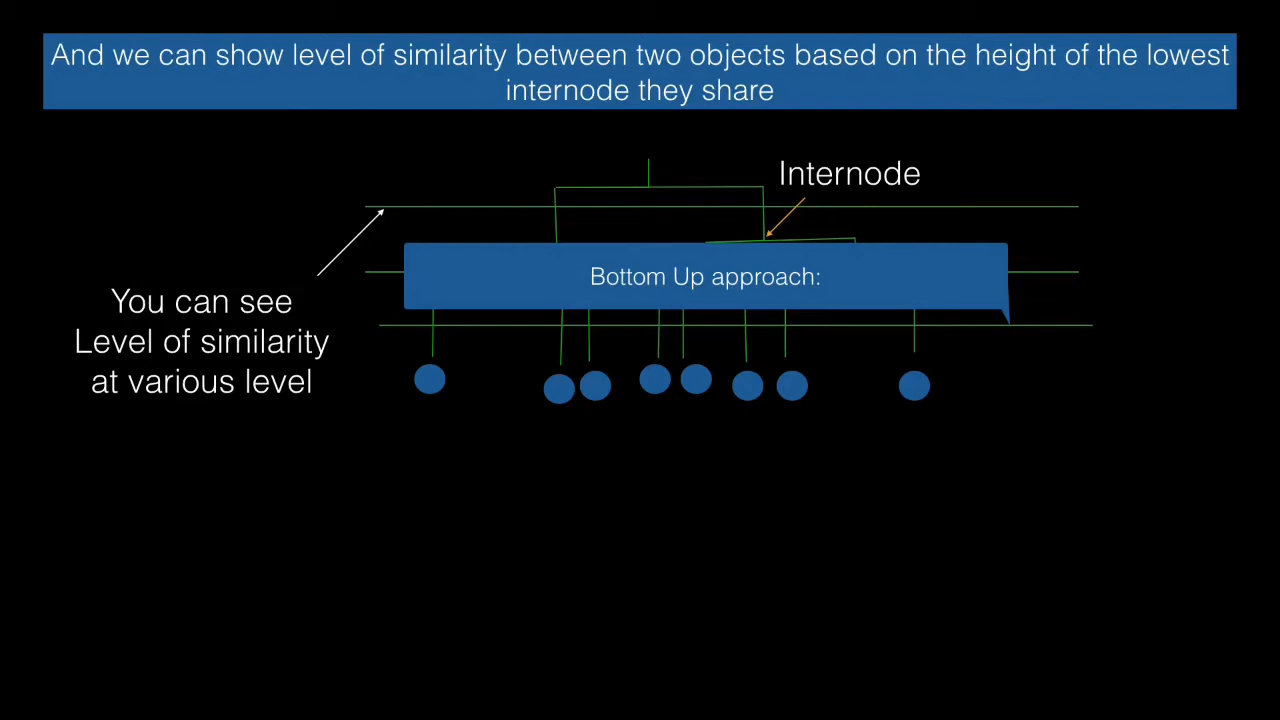 And we can show level of similarity between two objects based on the height of the lowest
internode they share
Internode
Bottom Up approach:
You can see
Level of similarity
at various level